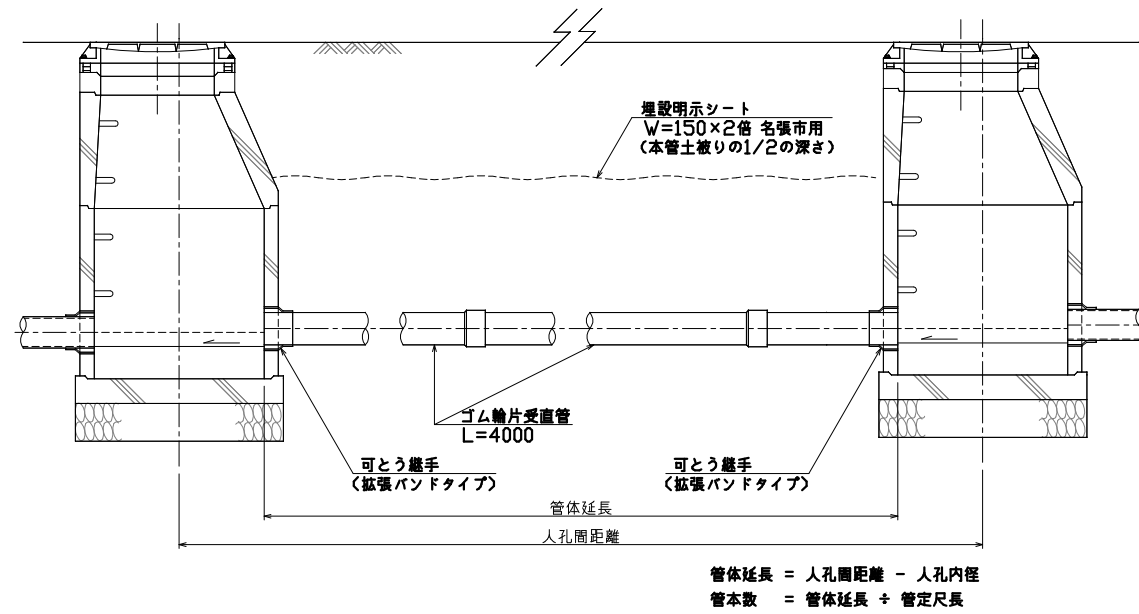 埋設明示シート
W=150×2倍 名張市用
(本管土被りの1/2の深さ)
ゴム輪片受直管
L=4000
可とう継手
(拡張バンドタイプ)
可とう継手
(拡張バンドタイプ)
管体延長
人孔間距離
管体延長 = 人孔間距離 - 人孔内径
管本数 = 管体延長 ÷ 管定尺長